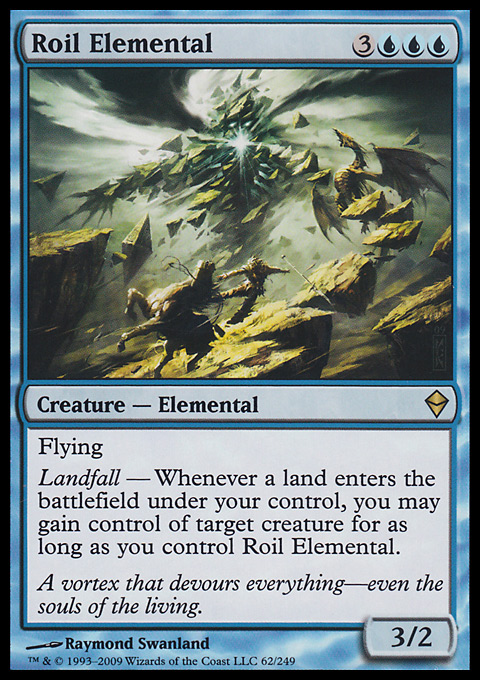 Roil Elemental 3
Creature — Elemental
Flying
Landfall — Whenever a land enters the
battlefield under your control, you may
gain control of target creature for as
long as you control Roil Elemental.
A vortex that devours everything—even the
souls of the living.
3/2
Raymond Swanland
™ & © 1993–2009 Wizards of the Coast LLC 62/249